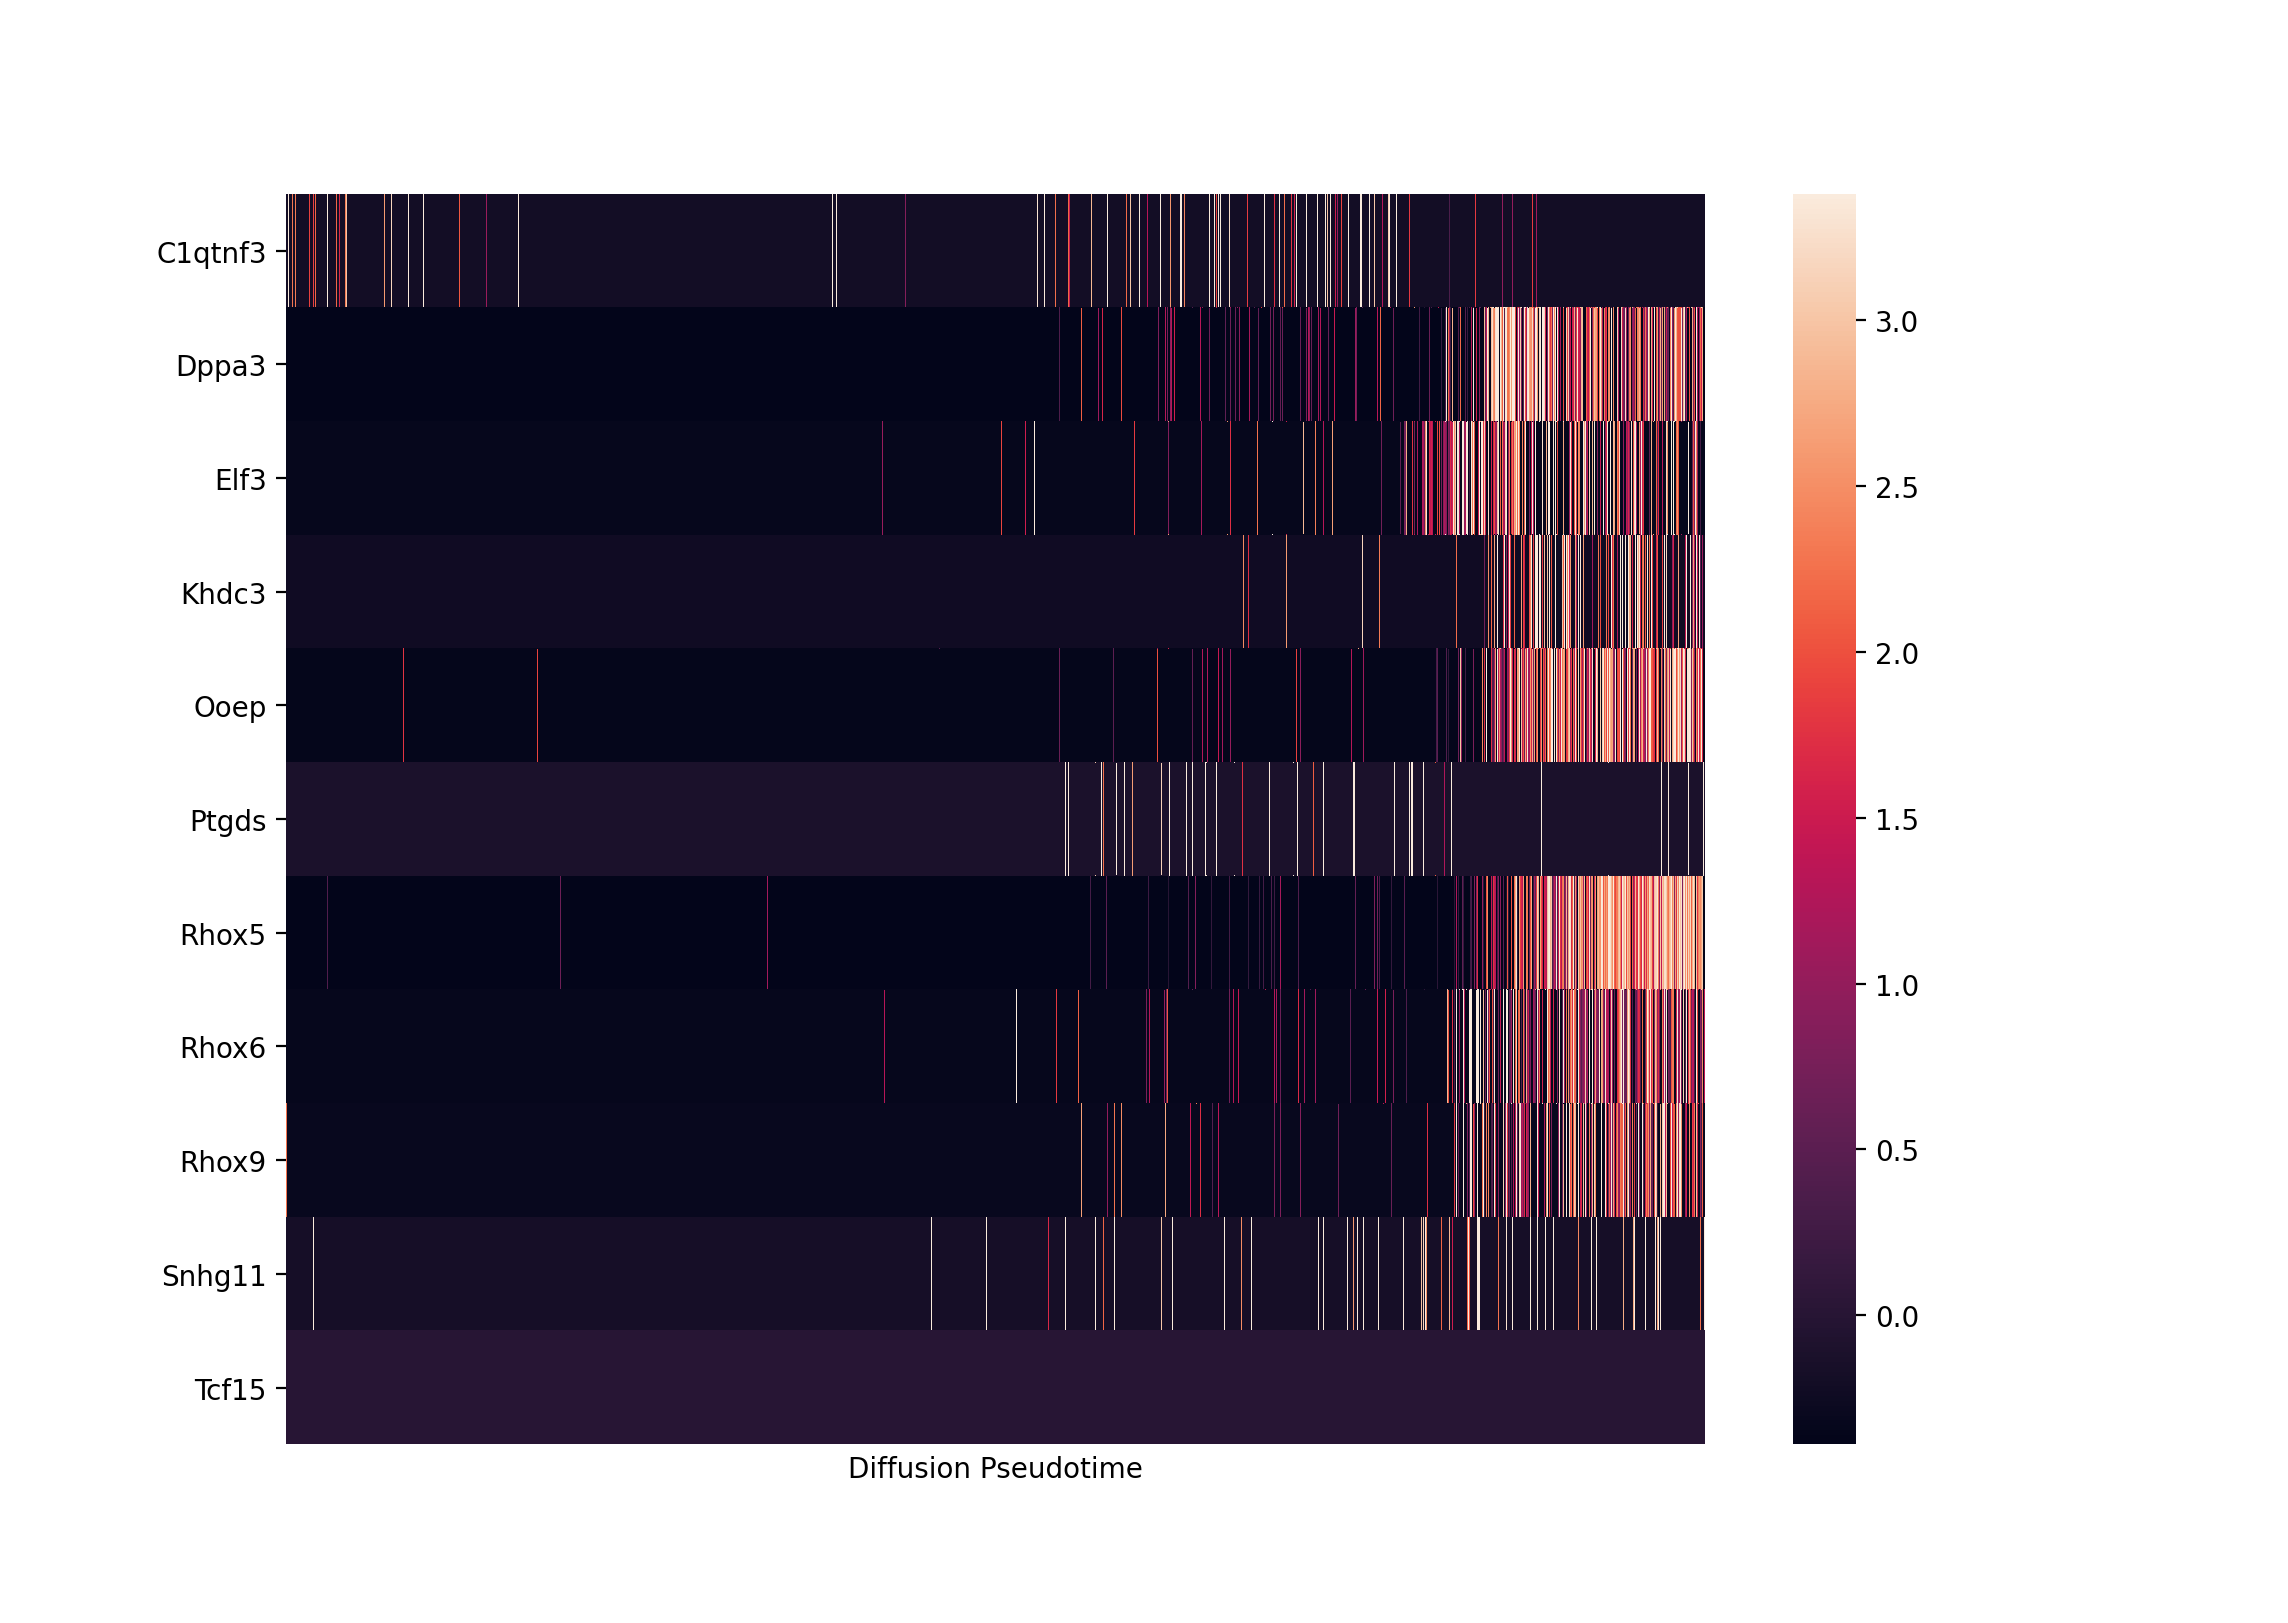 C1qtnf3
Dppa3
Elf3
Khdc3
Ooep
Ptgds
Rhox5
Rhox6
Rhox9
Snhg11
Tcf15
Diffusion Pseudotime
3.0
2.5
2.0
1.5
1.0
0.5
0.0